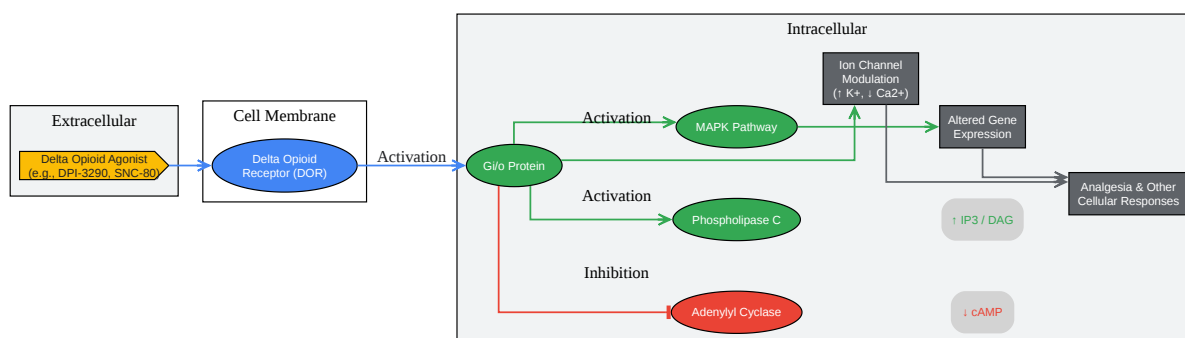 Intracellular
Extracellular
Delta Opioid Agonist
(e.g., DPI-3290, SNC-80)
Cell Membrane
Delta Opioid
Receptor (DOR)
Activation
Gi/o Protein
Activation
MAPK Pathway
Ion Channel
Modulation
(↑ K+, ↓ Ca2+)
Altered Gene
Expression
Analgesia & Other
Cellular Responses
Activation
Phospholipase C
↑ IP3 / DAG
Inhibition
Adenylyl Cyclase
↓ cAMP